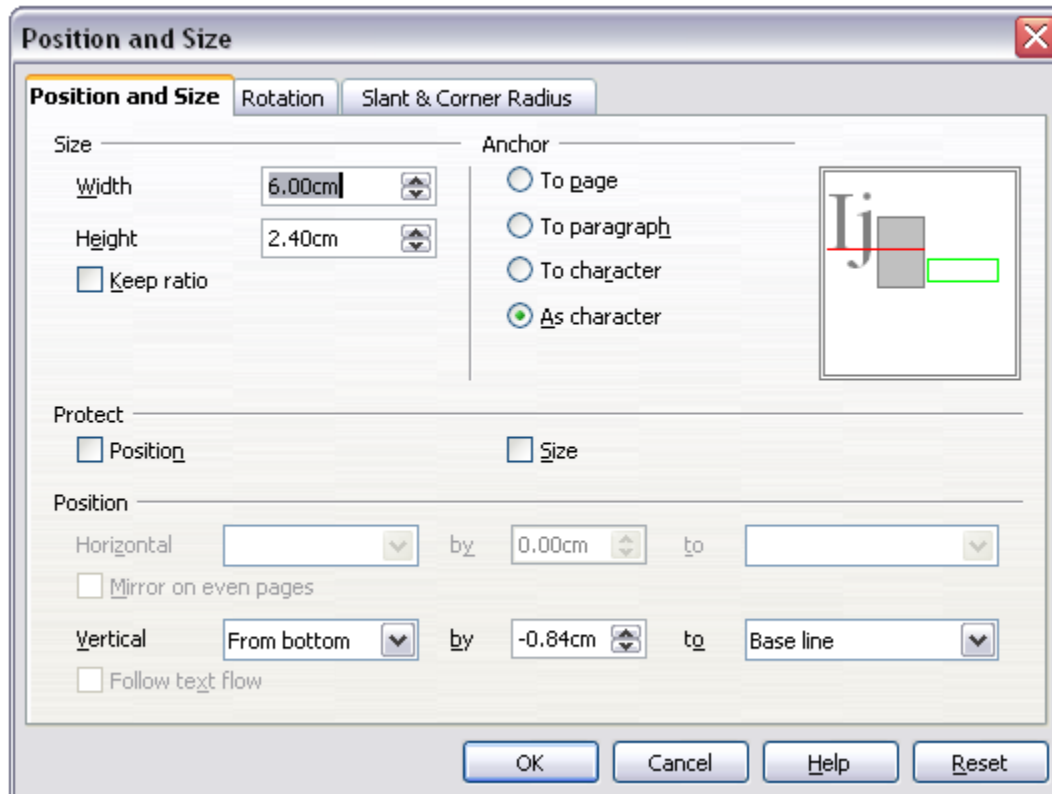 Position and Size
Position and Size Rotation Slant & Corner Radius
Size Anchor
Width 6.00cm To page
Height 2.40cm To paragraph
Keep ratio To character
As character
Ij
Protect
Position Size
Position
Horizontal by 0.00cm to
Mirror on even pages
Vertical From bottom by -0.84cm to Base line
Follow text flow
OK Cancel Help Reset